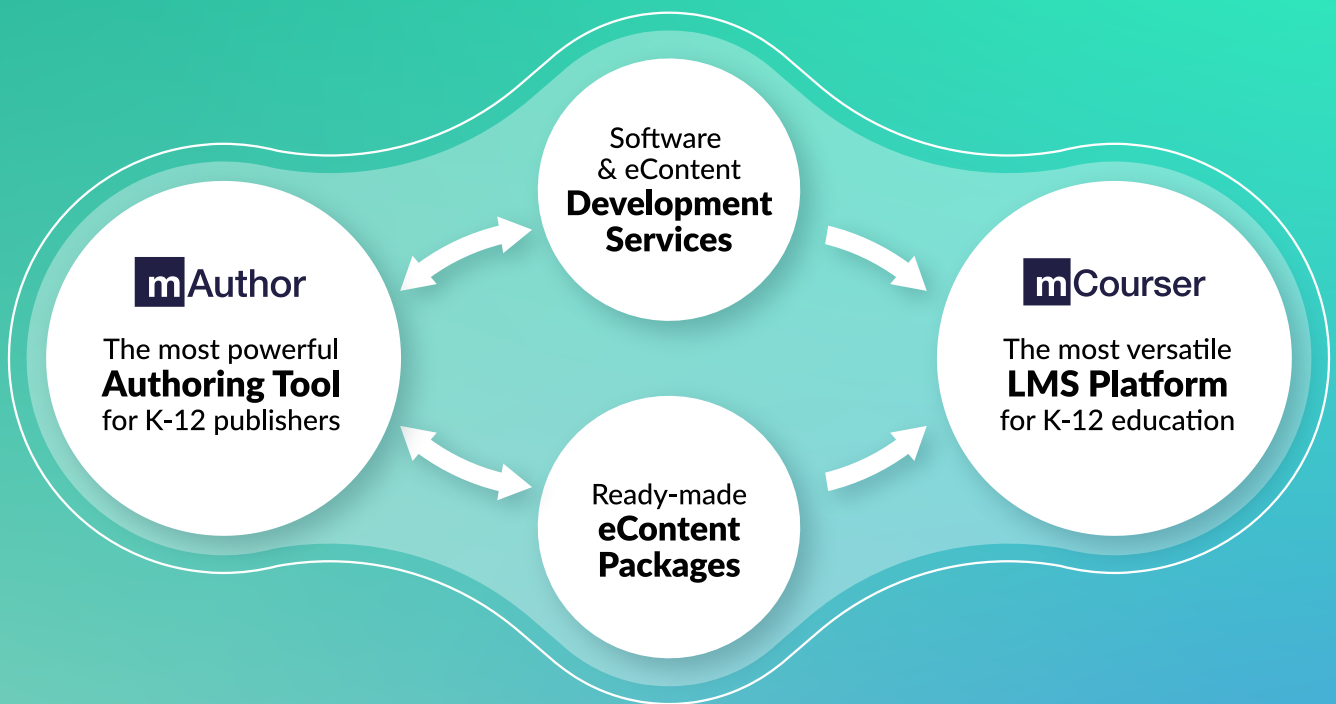 mAuthor
The most powerful
Authoring Tool
for K-12 publishers
Software
& eContent
Development
Services
Ready-made
eContent
Packages
mCourser
The most versatile
LMS Platform
for K-12 education